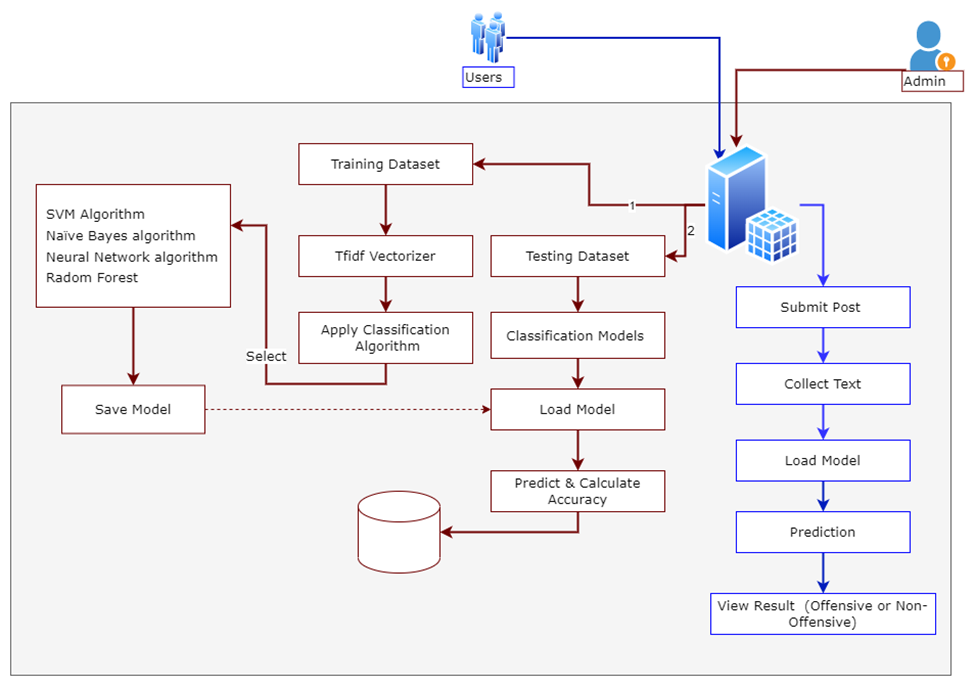 Users
Admin
Training Dataset
1
2
SVM Algorithm
Naïve Bayes algorithm
Neural Network algorithm
Radom Forest
Tfidf Vectorizer
Testing Dataset
Submit Post
Apply Classification
Algorithm
Classification Models
Select
Collect Text
Save Model
Load Model
Load Model
Predict & Calculate
Accuracy
Prediction
View Result  (Offensive or Non-
Offensive)